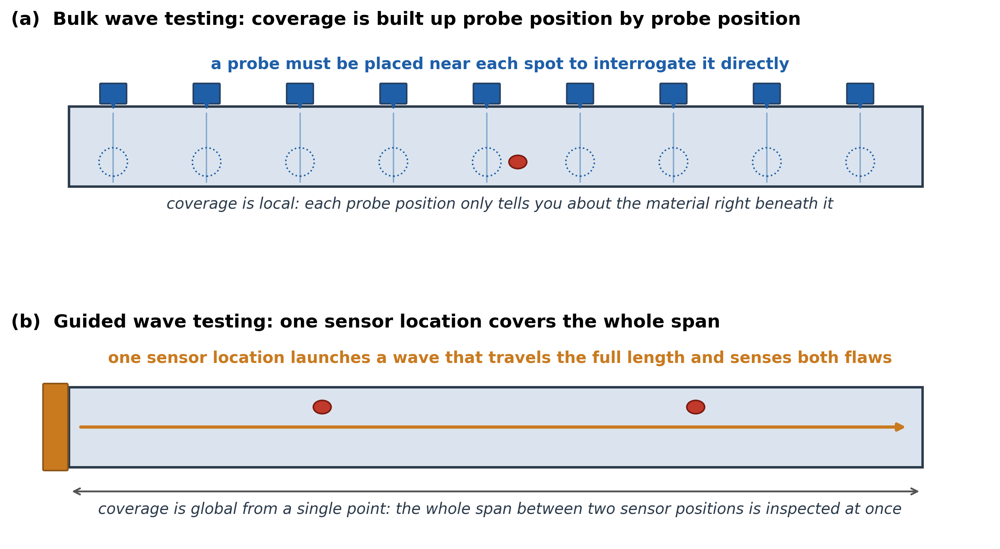 (a) Bulk wave testing: coverage is built up probe position by probe position
a probe must be placed near each spot to interrogate it directly
coverage is local: each probe position only tells you about the material right beneath it
(b) Guided wave testing: one sensor location covers the whole span
one sensor location launches a wave that travels the full length and senses both flaws
coverage is global from a single point: the whole span between two sensor positions is inspected at once